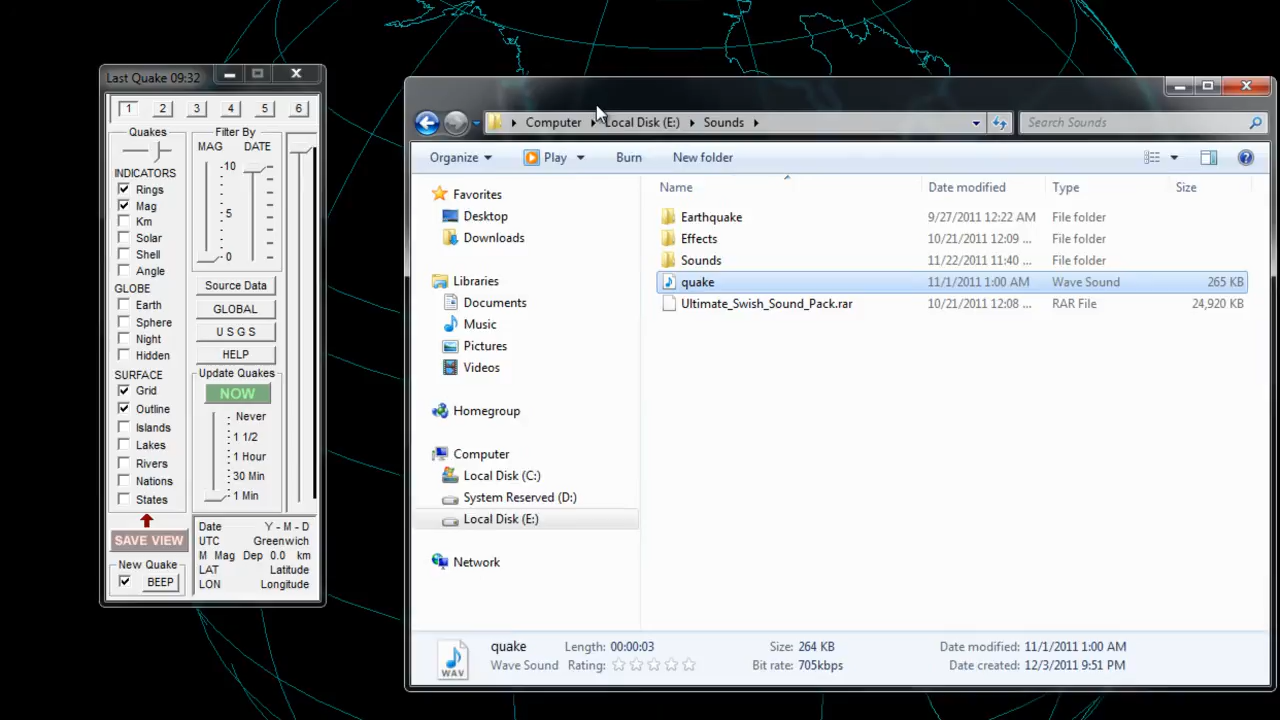 Last Quake 09:32
1 2 3 4 5 6
Quakes
INDICATORS
Rings
Mag
Km
Solar
Shell
Angle
GLOBE
Earth
Sphere
Night
Hidden
SURFACE
Grid
Outline
Islands
Lakes
Rivers
Nations
States
SAVE VIEW
New Quake
BEEP
Filter By
MAG DATE
-10
5
0
Source Data
GLOBAL
U S G S
HELP
Update Quakes
NOW
Never
1 1/2
1 Hour
30 Min
1 Min
Date Y - M - D
UTC Greenwich
M Mag Dep 0.0 km
LAT Latitude
LON Longitude
Computer Local Disk (E:) Sounds
Search Sounds
Organize Play Burn New folder
Favorites
Desktop
Downloads
Libraries
Documents
Music
Pictures
Videos
Homegroup
Computer
Local Disk (C:)
System Reserved (D:)
Local Disk (E:)
Network
Name Date modified Type Size
Earthquake 9/27/2011 12:22 AM File folder
Effects 10/21/2011 12:09 ... File folder
Sounds 11/22/2011 11:40 ... File folder
quake 11/1/2011 1:00 AM Wave Sound 265 KB
Ultimate_Swish_Sound_Pack.rar 10/21/2011 12:08 ... RAR File 24,920 KB
WAV
quake Length: 00:00:03 Size: 264 KB Date modified: 11/1/2011 1:00 AM
Wave Sound Rating: Bit rate: 705kbps Date created: 12/3/2011 9:51 PM